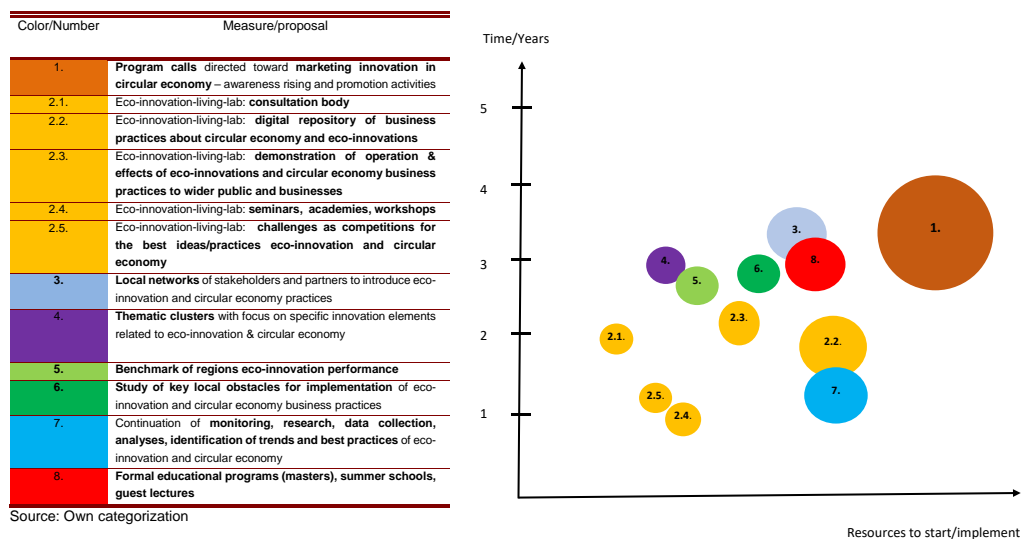 Color/Number Measure/proposal
1. Program calls directed toward marketing innovation in
circular economy – awareness rising and promotion activities
2.1. Eco-innovation-living-lab: consultation body
2.2. Eco-innovation-living-lab: digital repository of business
practices about circular economy and eco-innovations
2.3. Eco-innovation-living-lab: demonstration of operation &
effects of eco-innovations and circular economy business
practices to wider public and businesses
2.4. Eco-innovation-living-lab: seminars, academies, workshops
2.5. Eco-innovation-living-lab: challenges as competitions for
the best ideas/practices eco-innovation and circular
economy
3. Local networks of stakeholders and partners to introduce eco-
innovation and circular economy practices
4. Thematic clusters with focus on specific innovation elements
related to eco-innovation & circular economy
5. Benchmark of regions eco-innovation performance
6. Study of key local obstacles for implementation of eco-
innovation and circular economy business practices
7. Continuation of monitoring, research, data collection,
analyses, identification of trends and best practices of eco-
innovation and circular economy
8. Formal educational programs (masters), summer schools,
guest lectures
Source: Own categorization
Time/Years
5
4
3
2
1
1.
3.
8.
4.
6.
5.
2.3.
2.1.
2.2.
7.
2.5.
2.4.
Resources to start/implement